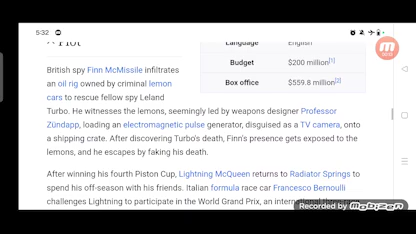 5:32
Plot
Language English
Budget $200 million[1]
Box office $559.8 million[2]
British spy Finn McMissile infiltrates
an oil rig owned by criminal lemon
cars to rescue fellow spy Leland
Turbo. He witnesses the lemons, seemingly led by weapons designer Professor
Zündapp, loading an electromagnetic pulse generator, disguised as a TV camera, onto
a shipping crate. After discovering Turbo's death, Finn's presence gets exposed to the
lemons, and he escapes by faking his death.
After winning his fourth Piston Cup, Lightning McQueen returns to Radiator Springs to
spend his off-season with his friends. Italian formula race car Francesco Bernoulli
challenges Lightning to participate in the World Grand Prix, an international three-race
Recorded by
MOBIZEN